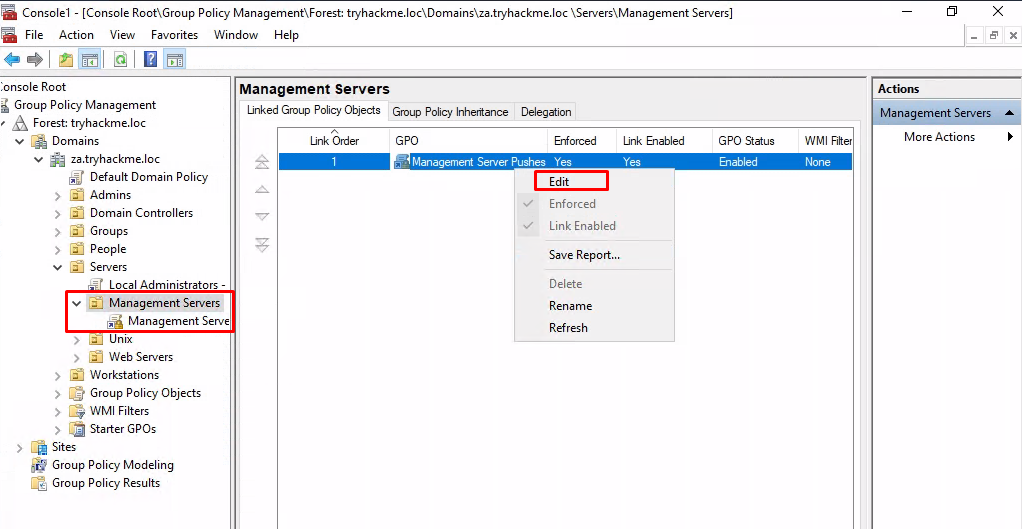 Console1 - [Console Root\Group Policy Management\Forest: tryhackme.loc\Domains\za.tryhackme.loc \Servers\Management Servers]
File Action View Favorites Window Help
onsole Root
Group Policy Management
Forest: tryhackme.loc
Domains
za.tryhackme.loc
Default Domain Policy
Admins
Domain Controllers
Groups
People
Servers
Local Administrators -
Management Servers
Management Serve
Unix
Web Servers
Workstations
Group Policy Objects
WMI Filters
Starter GPOs
Sites
Group Policy Modeling
Group Policy Results
Management Servers
Linked Group Policy Objects Group Policy Inheritance Delegation
Link Order GPO Enforced Link Enabled GPO Status WMI Filter
1 Management Server Pushes Yes Yes Enabled None
Edit
Enforced
Link Enabled
Save Report...
Delete
Rename
Refresh
Actions
Management Servers
More Actions